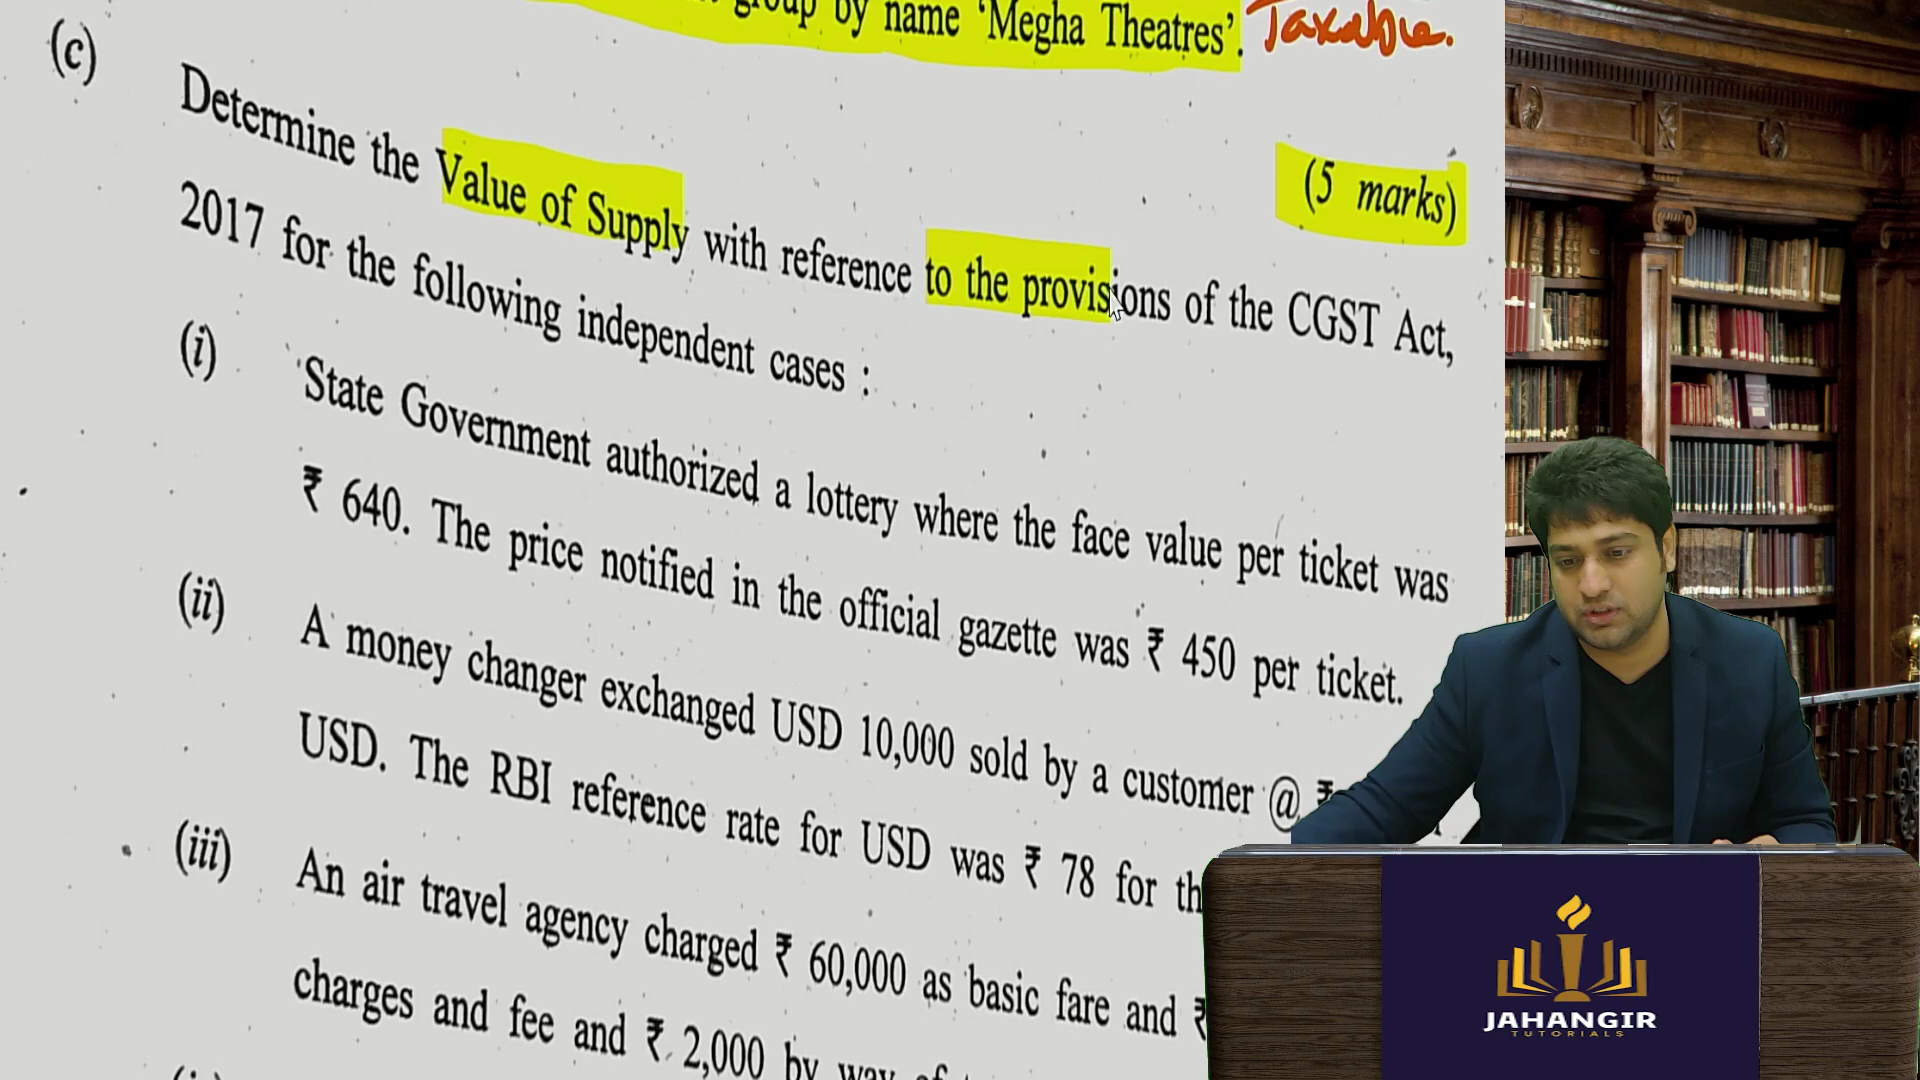 group by name ‘Megha Theatres’. Taxable.
(c)
(5 marks)
Determine the Value of Supply with reference to the provisions of the CGST Act,
2017 for the following independent cases :
(i) State Government authorized a lottery where the face value per ticket was
₹ 640. The price notified in the official gazette was ₹ 450 per ticket.
(ii) A money changer exchanged USD 10,000 sold by a customer @ ₹
USD. The RBI reference rate for USD was ₹ 78 for
(iii) An air travel agency charged ₹ 60,000 as basic fare and ₹
charges and fee and ₹ 2,000 by way of
JAHANGIR
TUTORIALS